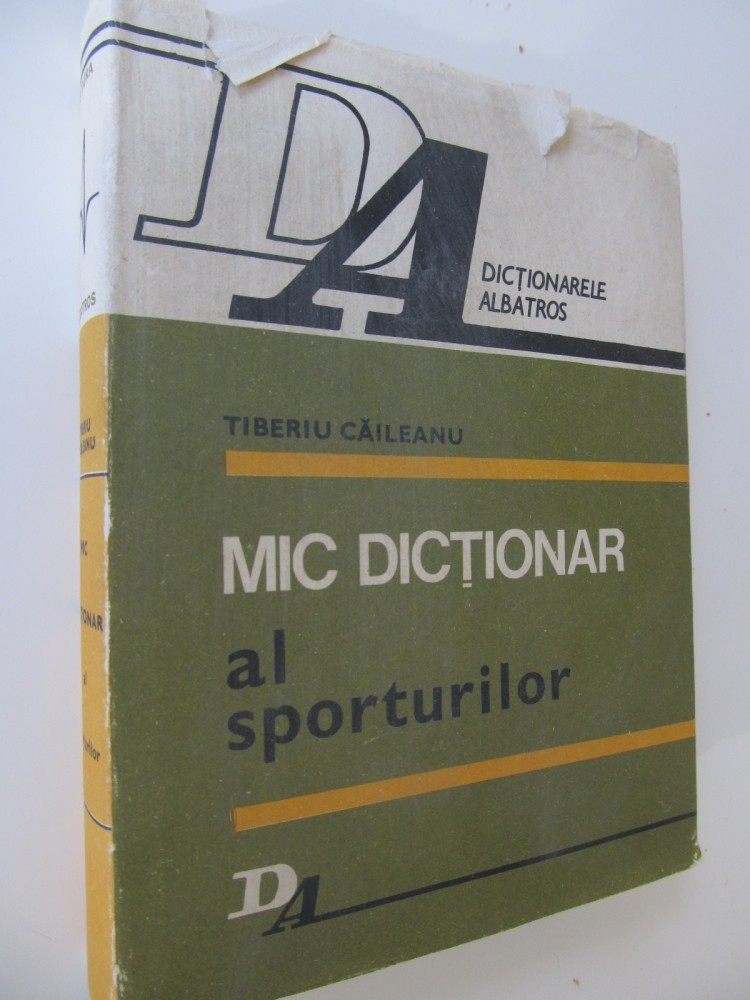 DA
DICȚIONARELE
ALBATROS
TIBERIU CĂILEANU
MIC DICȚIONAR
al
sporturilor
DA